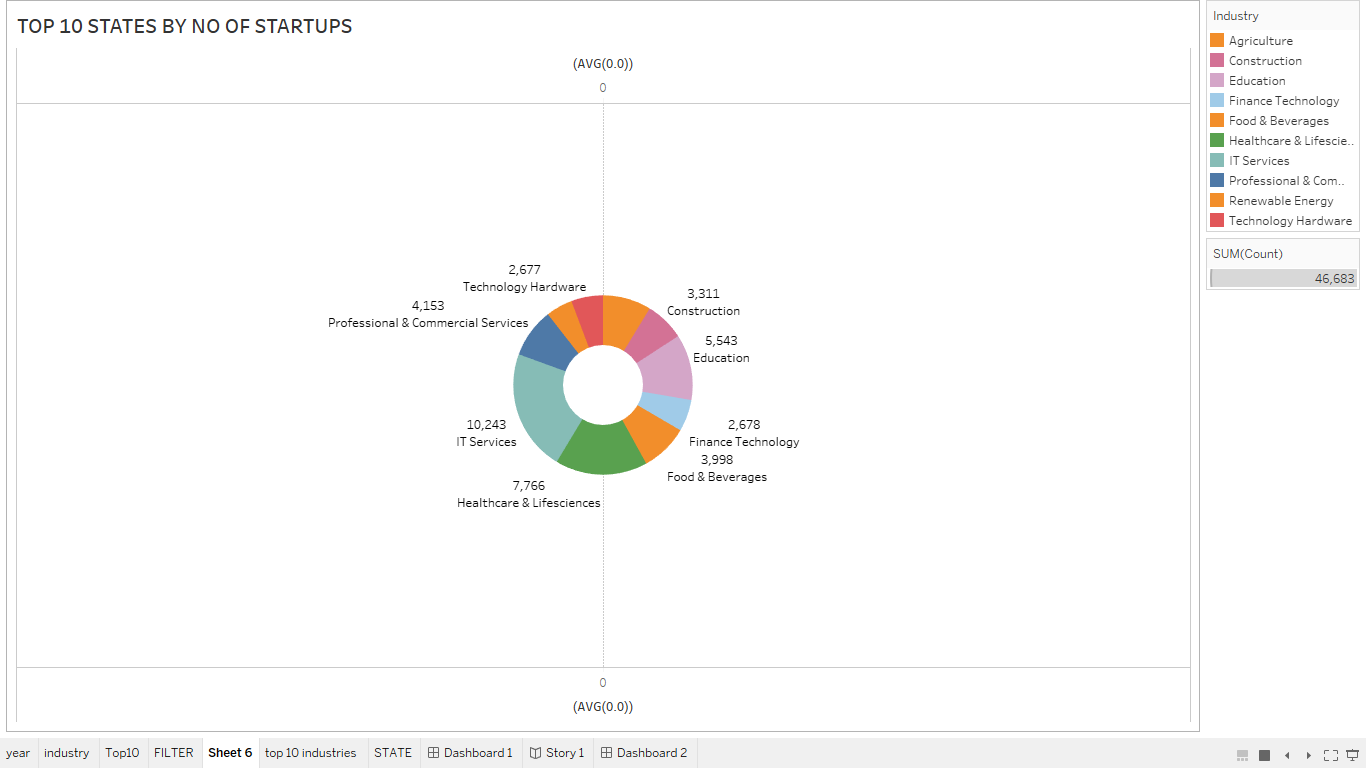 TOP 10 STATES BY NO OF STARTUPS
(AVG(0.0))
0
2,677
Technology Hardware
4,153
Professional & Commercial Services
3,311
Construction
5,543
Education
10,243
IT Services
2,678
Finance Technology
3,998
Food & Beverages
7,766
Healthcare & Lifesciences
0
(AVG(0.0))
Industry
Agriculture
Construction
Education
Finance Technology
Food & Beverages
Healthcare & Lifescie..
IT Services
Professional & Com..
Renewable Energy
Technology Hardware
SUM(Count)
46,683
year industry Top10 FILTER Sheet 6 top 10 industries STATE Dashboard 1 Story 1 Dashboard 2